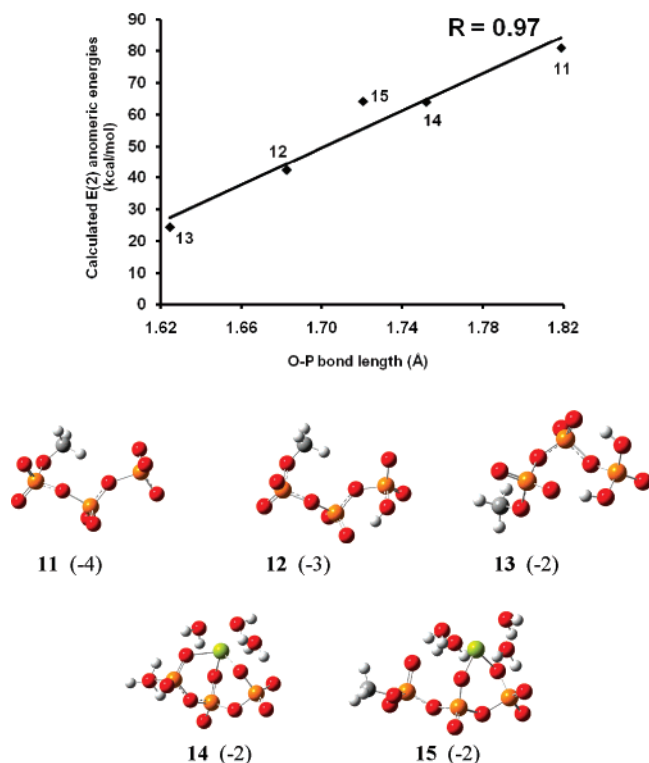 Calculated E(2) anomeric energies
(kcal/mol)
90
80
70
60
50
40
30
20
10
0
R = 0.97
11
15
14
12
13
1.62 1.66 1.70 1.74 1.78 1.82
O-P bond length (Å)
11 (-4) 12 (-3) 13 (-2)
14 (-2) 15 (-2)